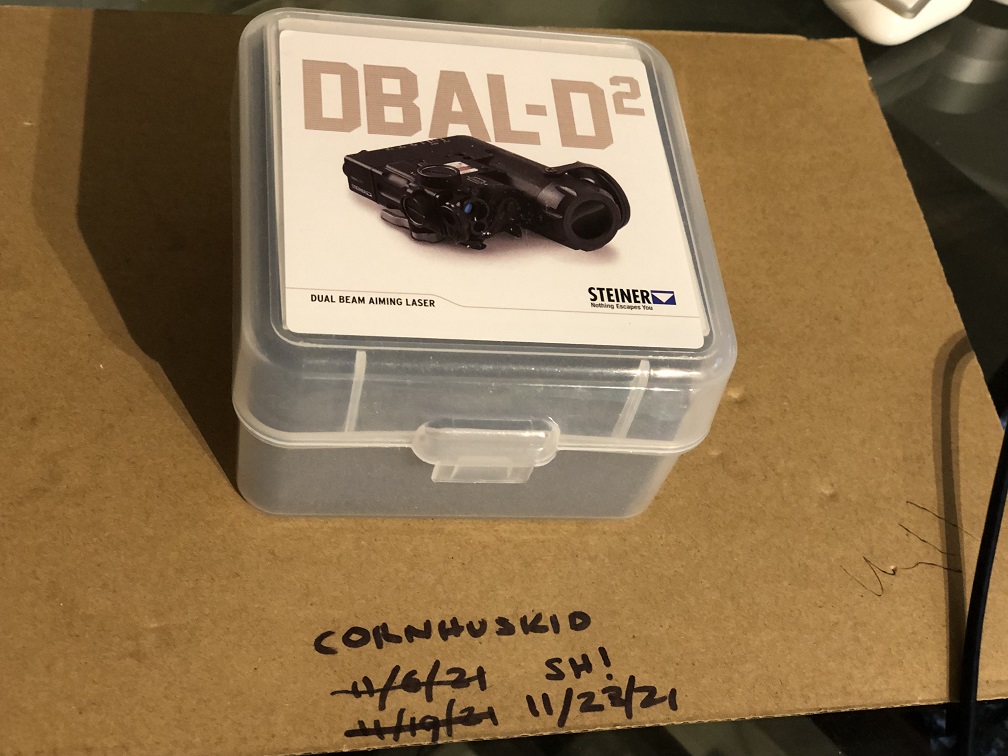 DBAL-D²
DUAL BEAM AIMING LASER
STEINER
Nothing Escapes You
CORNHUSKID
11/6/21 SH!
11/19/21 11/22/21